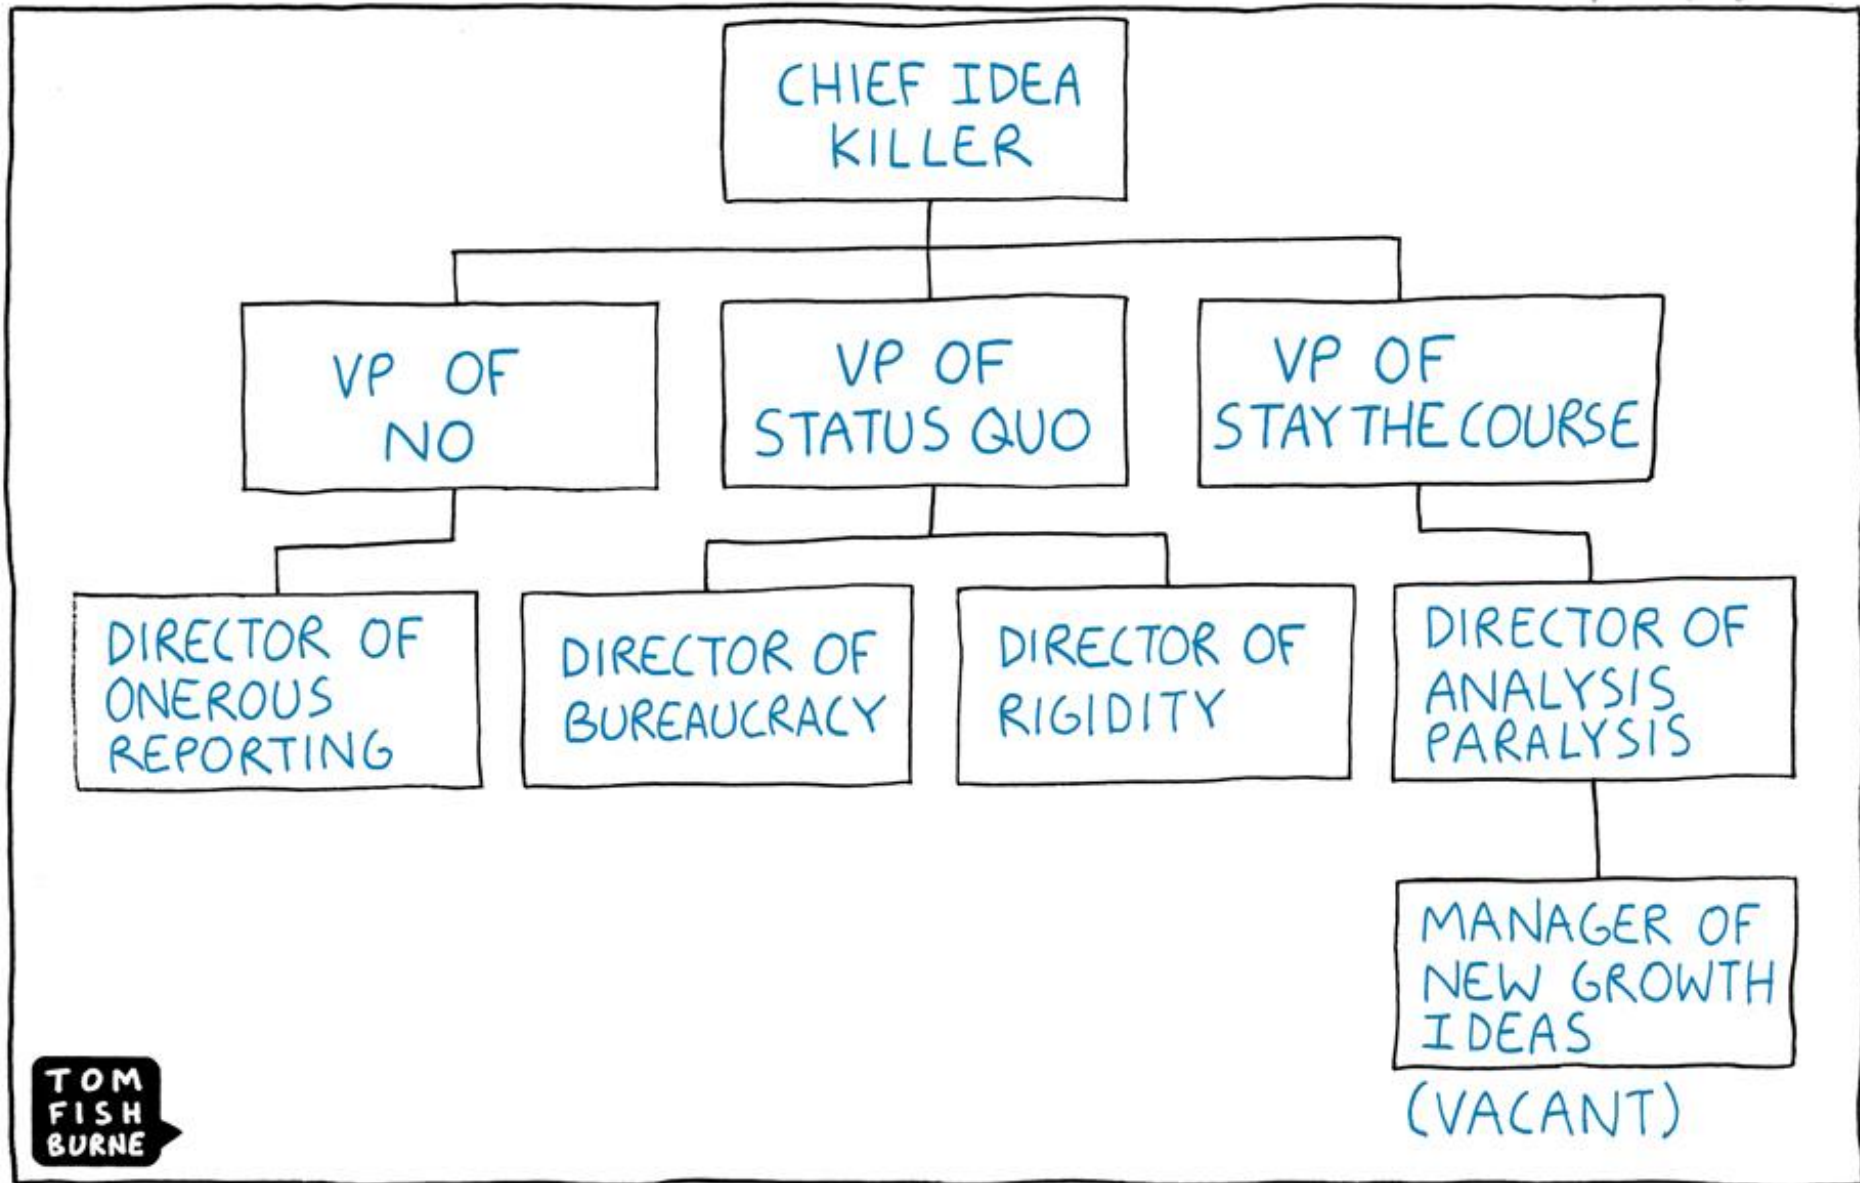 CHIEF IDEA
KILLER
VP OF
NO
VP OF
STATUS QUO
VP OF
STAY THE COURSE
DIRECTOR OF
ONEROUS
REPORTING
DIRECTOR OF
BUREAUCRACY
DIRECTOR OF
RIGIDITY
DIRECTOR OF
ANALYSIS
PARALYSIS
MANAGER OF
NEW GROWTH
IDEAS
(VACANT)
TOM
FISH
BURNE